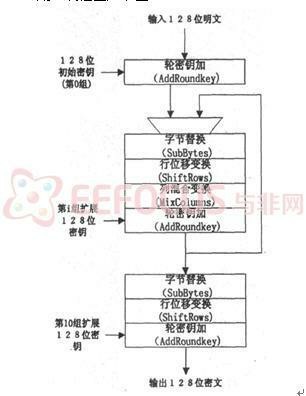 输入128位明文
128位
初始密钥
(第0组)
轮密钥加
(AddRoundkey)
字节替换
(SubBytes)
行位移变换
(ShiftRows)
列混合变换
(MixColumns)
第i组扩展
128位
密钥
轮密钥加
(AddRoundkey)
EEFOCUS 与非网
字节替换
(SubBytes)
行位移变换
(ShiftRows)
第10组扩展
128位密
钥
轮密钥加
(AddRoundkey)
输出128位密文